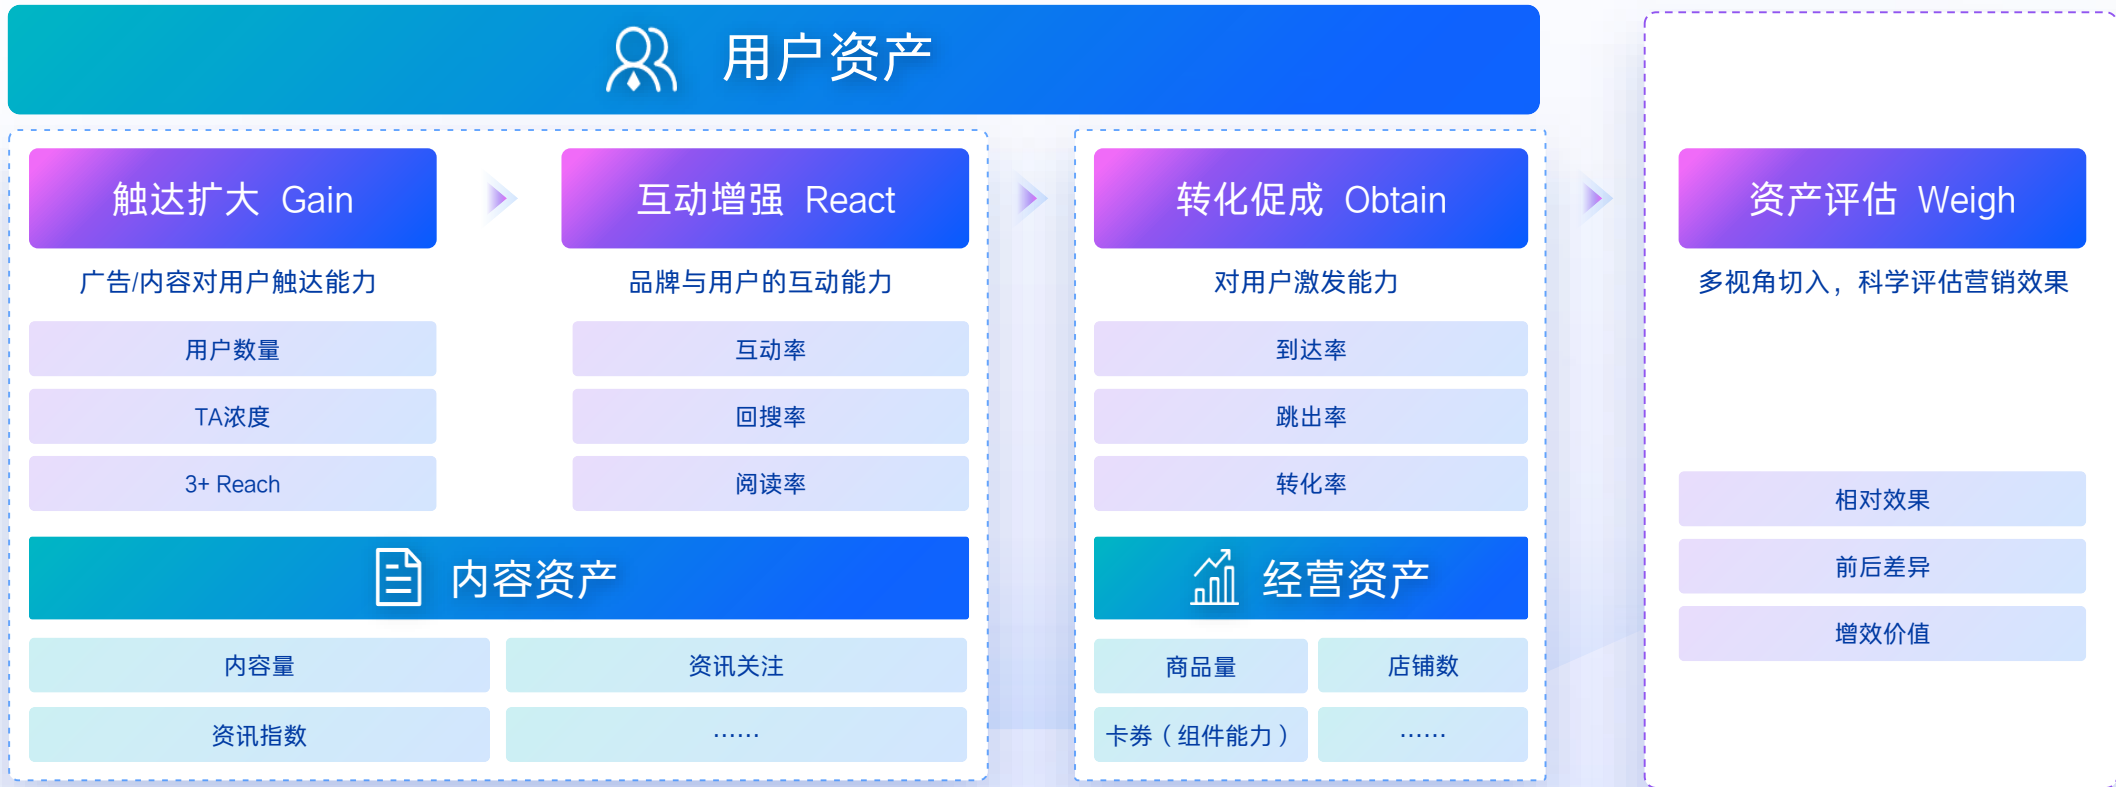 用户资产
触达扩大 Gain
广告/内容对用户触达能力
用户数量
TA浓度
3+ Reach
互动增强 React
品牌与用户的互动能力
互动率
回搜率
阅读率
内容资产
内容量
资讯关注
资讯指数
……
转化促成 Obtain
对用户激发能力
到达率
跳出率
转化率
经营资产
商品量
店铺数
卡券（组件能力）
……
资产评估 Weigh
多视角切入，科学评估营销效果
相对效果
前后差异
增效价值